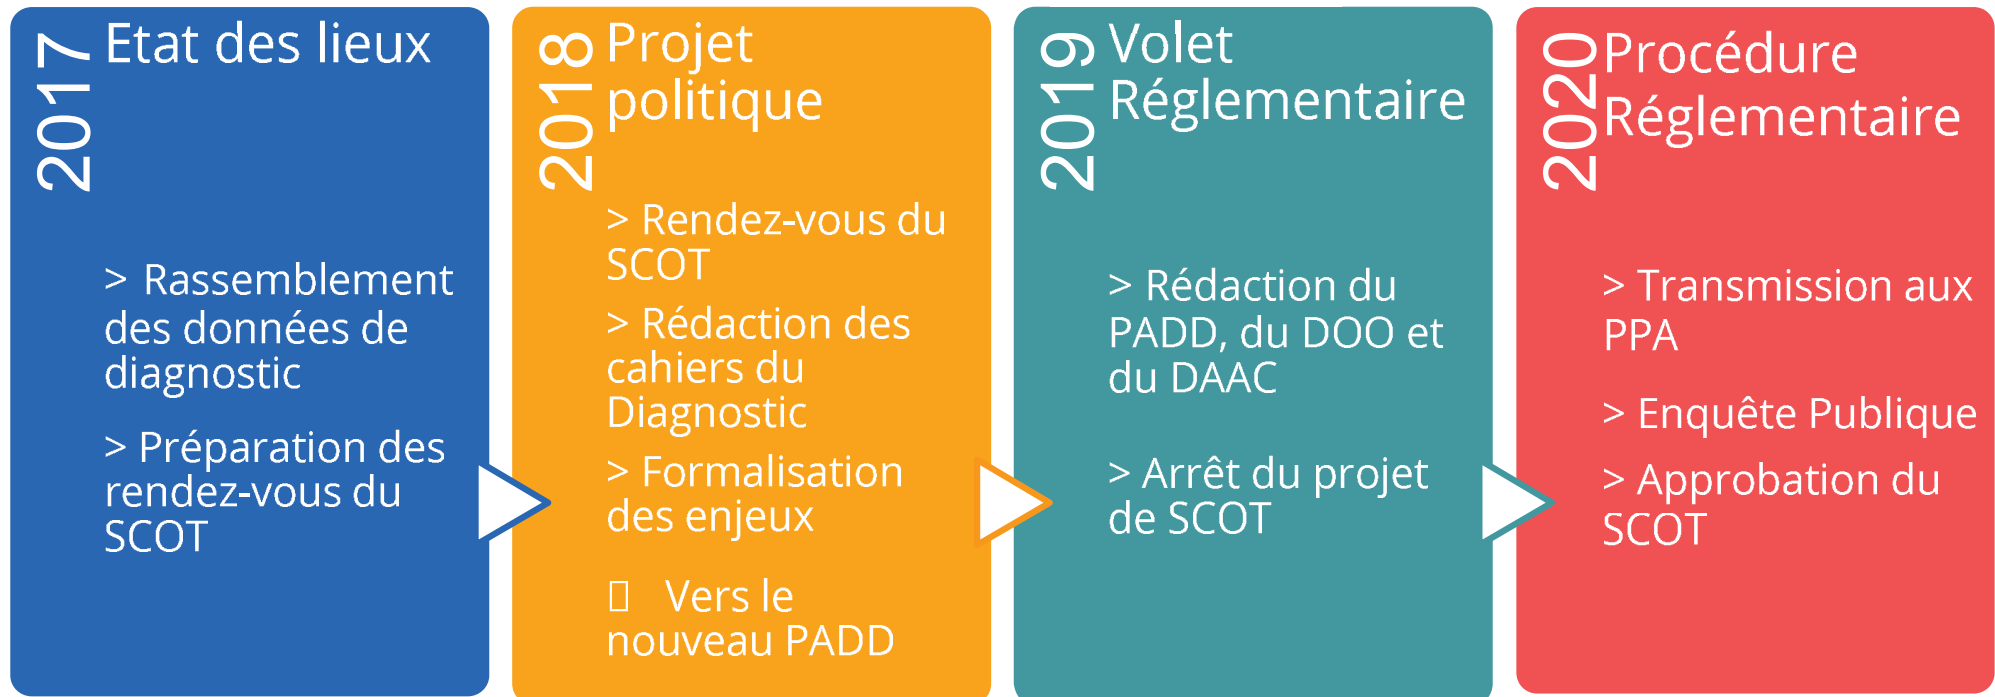 2017
Etat des lieux
> Rassemblement
des données de
diagnostic
> Préparation des
rendez-vous du
SCOT
2018
Projet
politique
> Rendez-vous du
SCOT
> Rédaction des
cahiers du
Diagnostic
> Formalisation
des enjeux
▯ Vers le
nouveau PADD
2019
Volet
Réglementaire
> Rédaction du
PADD, du DOO et
du DAAC
> Arrêt du projet
de SCOT
2020
Procédure
Réglementaire
> Transmission aux
PPA
> Enquête Publique
> Approbation du
SCOT